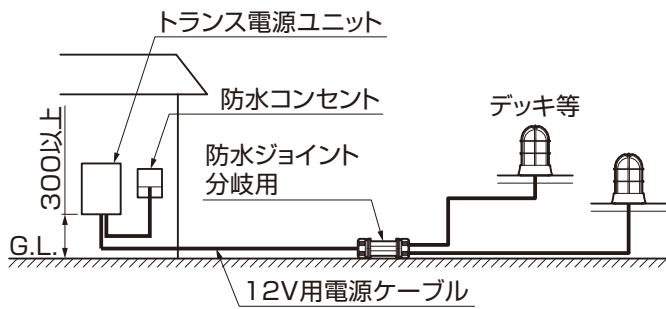 トランス電源ユニット
防水コンセント
デッキ等
防水ジョイント
分岐用
300以上
G.L.
12V用電源ケーブル